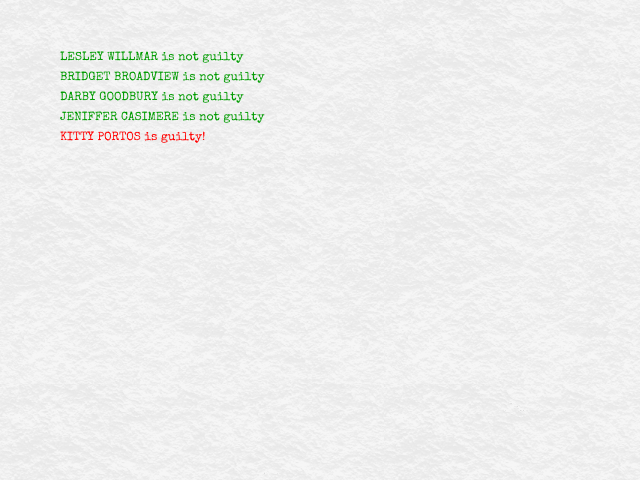 LESLEY WILLMAR is not guilty
BRIDGET BROADVIEW is not guilty
DARBY GOODBURY is not guilty
JENIFFER CASIMERE is not guilty
KITTY PORTOS is guilty!